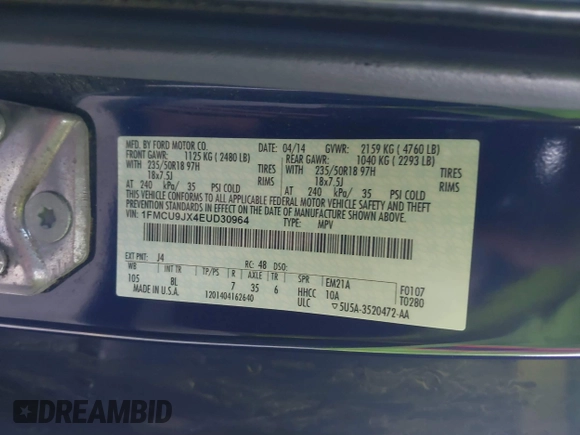 MFD. BY FORD MOTOR CO.
04/14 GVWR: 2159 KG ( 4760 LB)
FRONT GAWR: 1125 KG ( 2480 LB) REAR GAWR: 1040 KG ( 2293 LB)
WITH 235/50R18 97H TIRES WITH 235/50R18 97H TIRES
18x7.5J RIMS 18x7.5J RIMS
AT 240 kPa/ 35 PSI COLD AT 240 kPa/ 35 PSI COLD
THIS VEHICLE CONFORMS TO ALL APPLICABLE FEDERAL MOTOR VEHICLE SAFETY
AND THEFT PREVENTION STANDARDS IN EFFECT ON THE DATE OF MANUFACTURE SHOWN ABOVE.
VIN: 1FMCU9JX4EUD30964 TYPE: MPV
EXT PNT: J4 RC: 48 DSO:
WB INT TR TP/PS R AXLE TR SPR 1EM21A F0107
105 BL 7 35 6 HHCC 10A T0280
1201404162640 ULC ▽5U5A-3520472-AA
DREAMBID